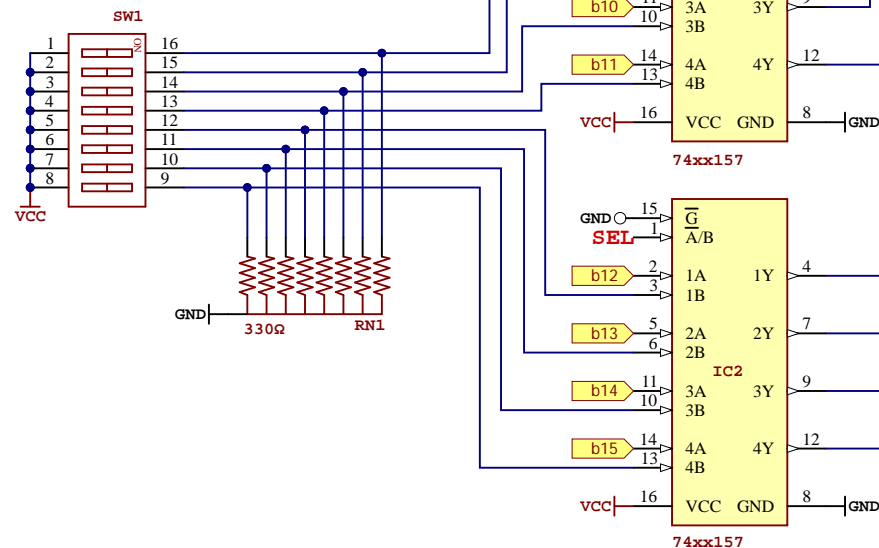 SW1
ON
1 16
2 15
3 14
4 13
5 12
6 11
7 10
8 9
VCC
GND
330Ω
RN1
b10 3A 3Y
10 3B
b11 14 4A 4Y 12
13 4B
VCC 16 VCC GND 8 GND
74xx157
GND 15 G
SEL 1 A/B
b12 2 1A 1Y 4
3 1B
b13 5 2A 2Y 7
6 2B
IC2
b14 11 3A 3Y 9
10 3B
b15 14 4A 4Y 12
13 4B
VCC 16 VCC GND 8 GND
74xx157